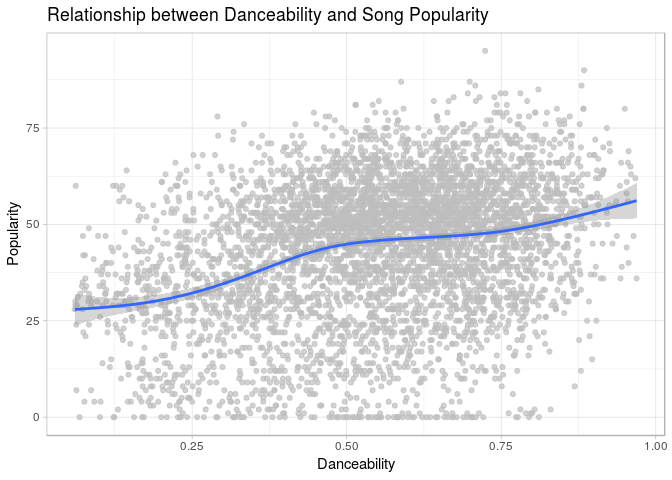 Relationship between Danceability and Song Popularity
Popularity
75
50
25
0
0.25 0.50 0.75 1.00
Danceability